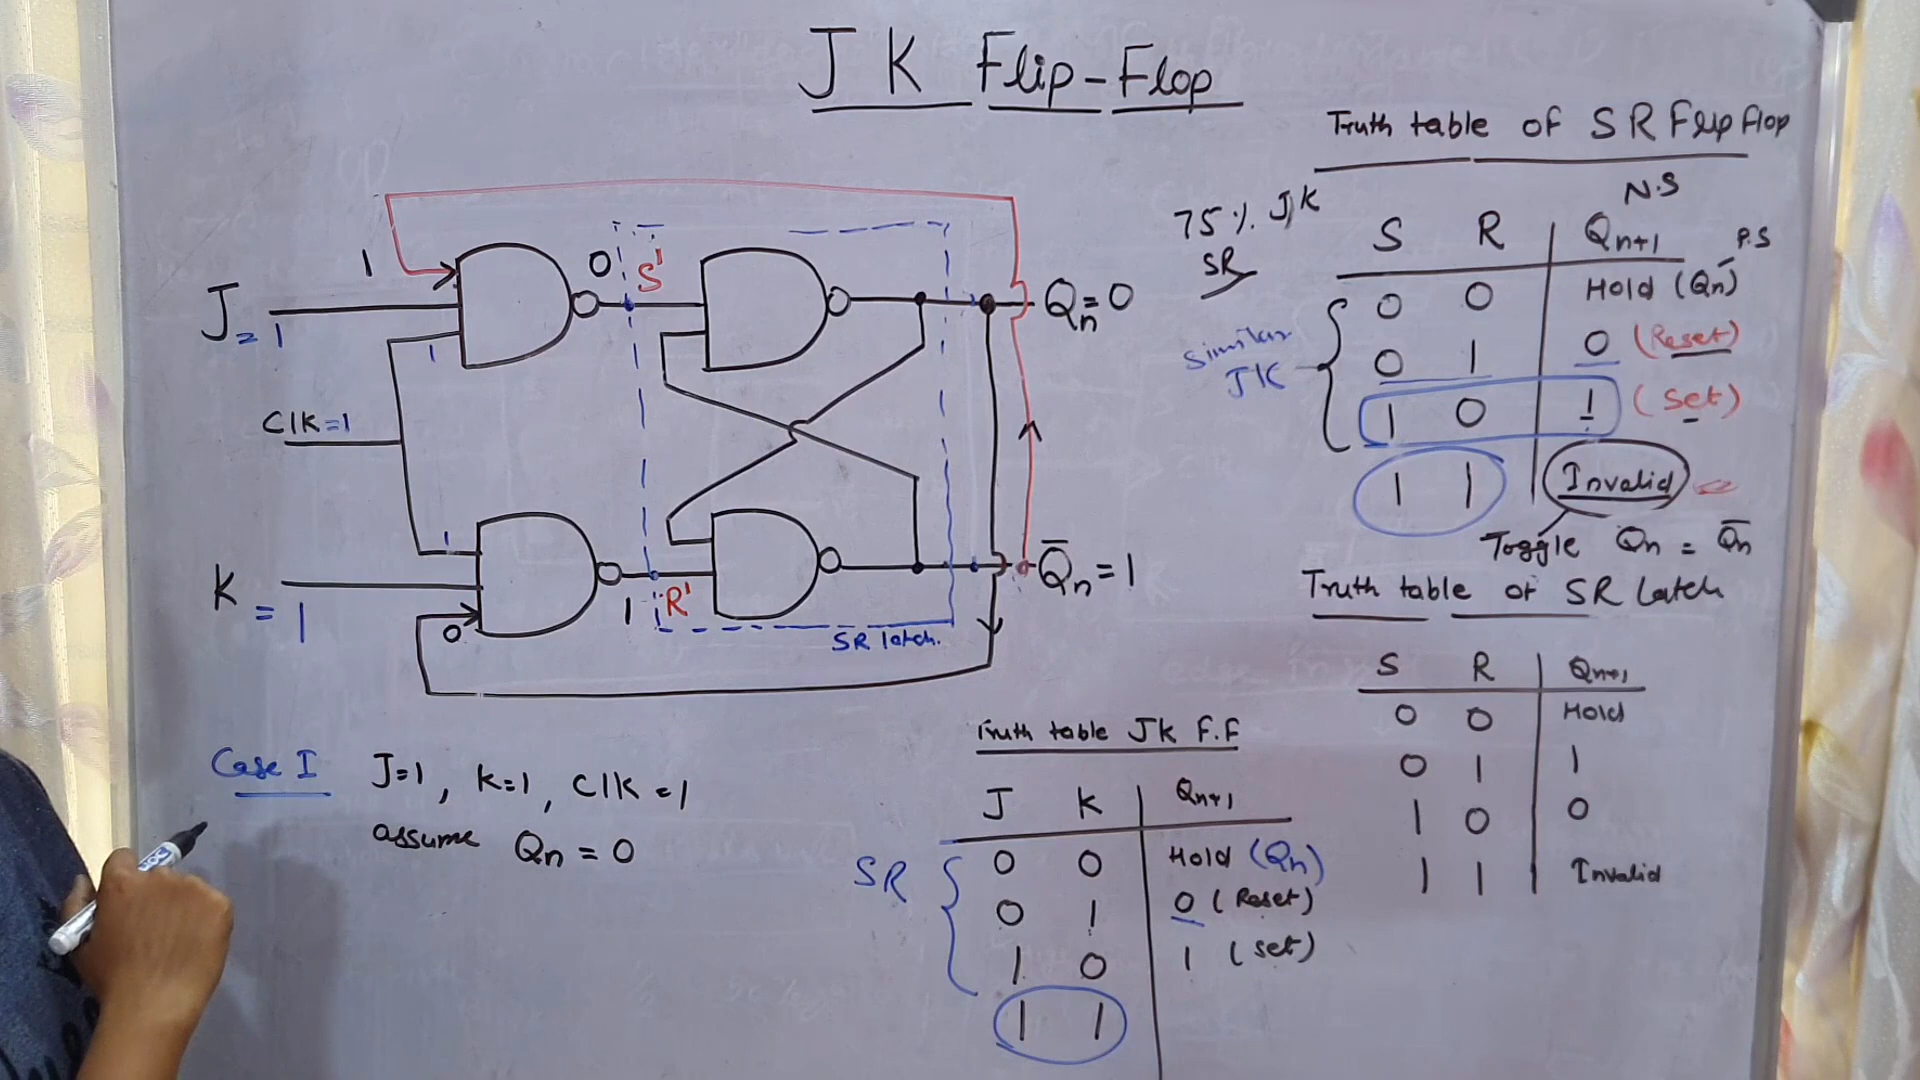 J K Flip-Flop
1
0
S'
J=1
1
Qn=0
Clk=1
1
K=1
0
1
R'
SR latch.
Q̅n=1
Case I J=1, K=1, Clk=1
assume Qn=0
Truth table of SR Flip Flop
75% JK
SR
N.S
P.S
S R Qn+1
0 0 Hold (Qn)
0 1 0 (Reset)
1 0 1 (Set)
1 1 Invalid
Similar
JK
Toggle Qn = Q̅n
Truth table of SR Latch
S R Qn+1
0 0 Hold
0 1 1
1 0 0
1 1 Invalid
Truth table JK F.F
J K Qn+1
SR
0 0 Hold (Qn)
0 1 0 (Reset)
1 0 1 (set)
1 1